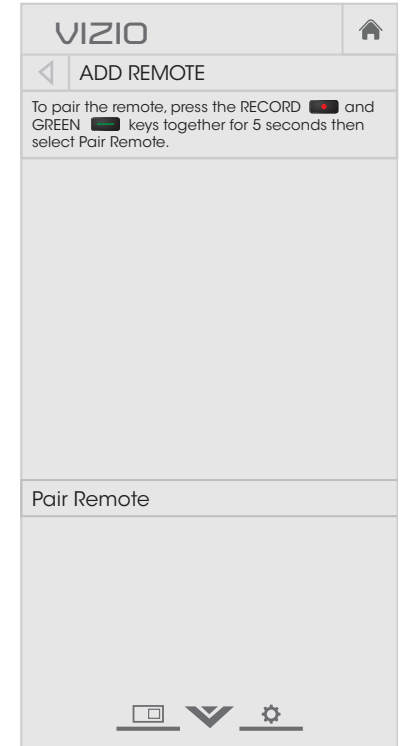 VIZIO
ADD REMOTE
To pair the remote, press the RECORD and
GREEN keys together for 5 seconds then
select Pair Remote.
Pair Remote